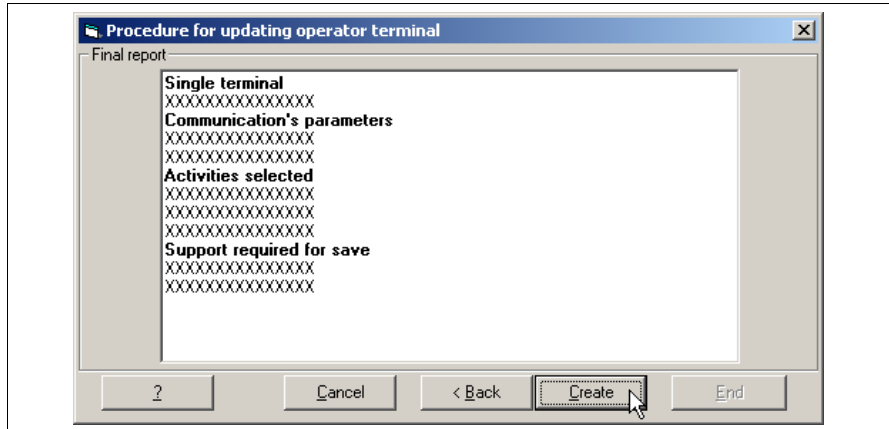 Procedure for updating operator terminal
Final report
Single terminal
XXXXXXXXXXXXXXX
Communication's parameters
XXXXXXXXXXXXXXX
XXXXXXXXXXXXXXX
Activities selected
XXXXXXXXXXXXXXX
XXXXXXXXXXXXXXX
XXXXXXXXXXXXXXX
Support required for save
XXXXXXXXXXXXXXX
XXXXXXXXXXXXXXX
? Cancel < Back Create End